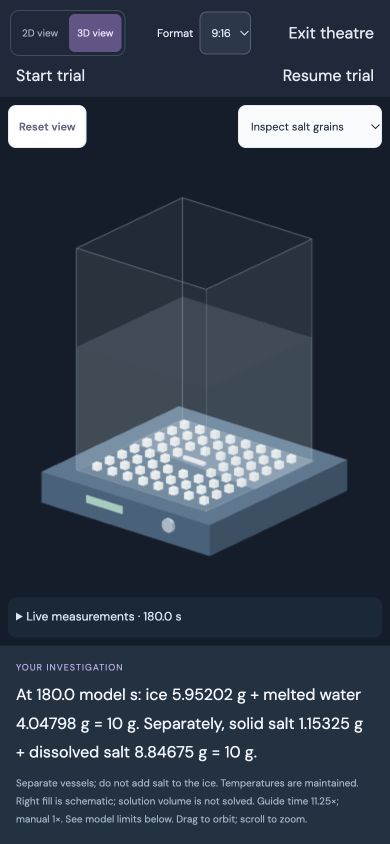 2D view 3D view Format 9:16 Exit theatre
Start trial Resume trial
Reset view Inspect salt grains
Live measurements · 180.0 s
YOUR INVESTIGATION
At 180.0 model s: ice 5.95202 g + melted water
4.04798 g = 10 g. Separately, solid salt 1.15325 g
+ dissolved salt 8.84675 g = 10 g.
Separate vessels; do not add salt to the ice. Temperatures are maintained.
Right fill is schematic; solution volume is not solved. Guide time 11.25×;
manual 1×. See model limits below. Drag to orbit; scroll to zoom.